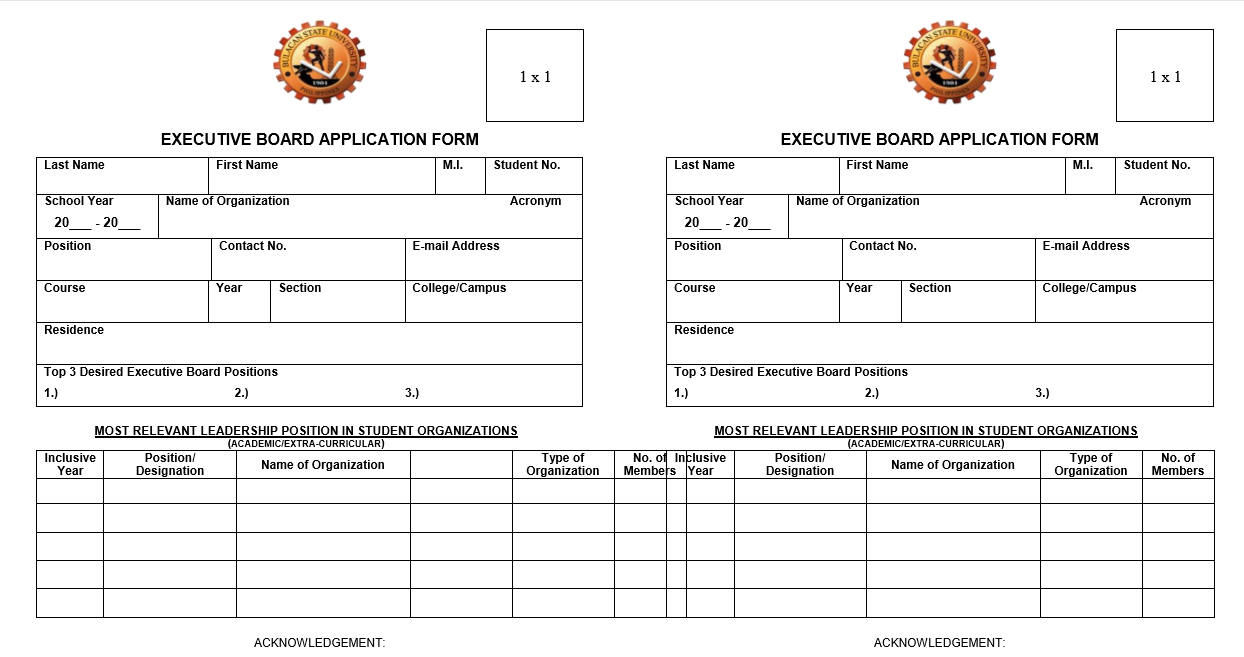 BULACAN STATE UNIVERSITY
1904
PHILIPPINES
1 x 1
EXECUTIVE BOARD APPLICATION FORM
Last Name First Name M.I. Student No.
School Year Name of Organization Acronym
20___ - 20___
Position Contact No. E-mail Address
Course Year Section College/Campus
Residence
Top 3 Desired Executive Board Positions
1.) 2.) 3.)
MOST RELEVANT LEADERSHIP POSITION IN STUDENT ORGANIZATIONS
(ACADEMIC/EXTRA-CURRICULAR)
Inclusive Year Position/ Designation Name of Organization Type of Organization No. of Members
ACKNOWLEDGEMENT:
BULACAN STATE UNIVERSITY
1904
PHILIPPINES
1 x 1
EXECUTIVE BOARD APPLICATION FORM
Last Name First Name M.I. Student No.
School Year Name of Organization Acronym
20___ - 20___
Position Contact No. E-mail Address
Course Year Section College/Campus
Residence
Top 3 Desired Executive Board Positions
1.) 2.) 3.)
MOST RELEVANT LEADERSHIP POSITION IN STUDENT ORGANIZATIONS
(ACADEMIC/EXTRA-CURRICULAR)
Inclusive Year Position/ Designation Name of Organization Type of Organization No. of Members
ACKNOWLEDGEMENT: